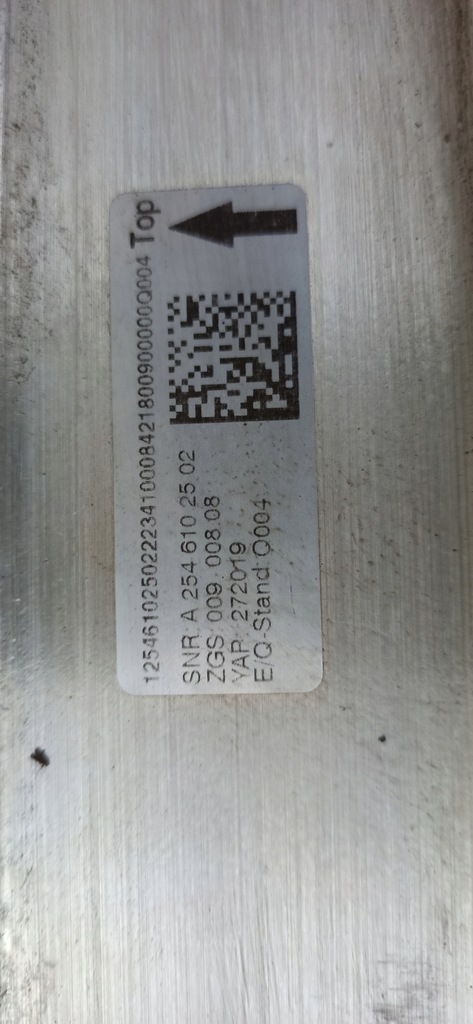 12546102502223410008421800900000Q004 Top
SNR: A 254 610 25 02
ZGS: 009. 008.08
YAP: 272019
E/Q-Stand: Q004